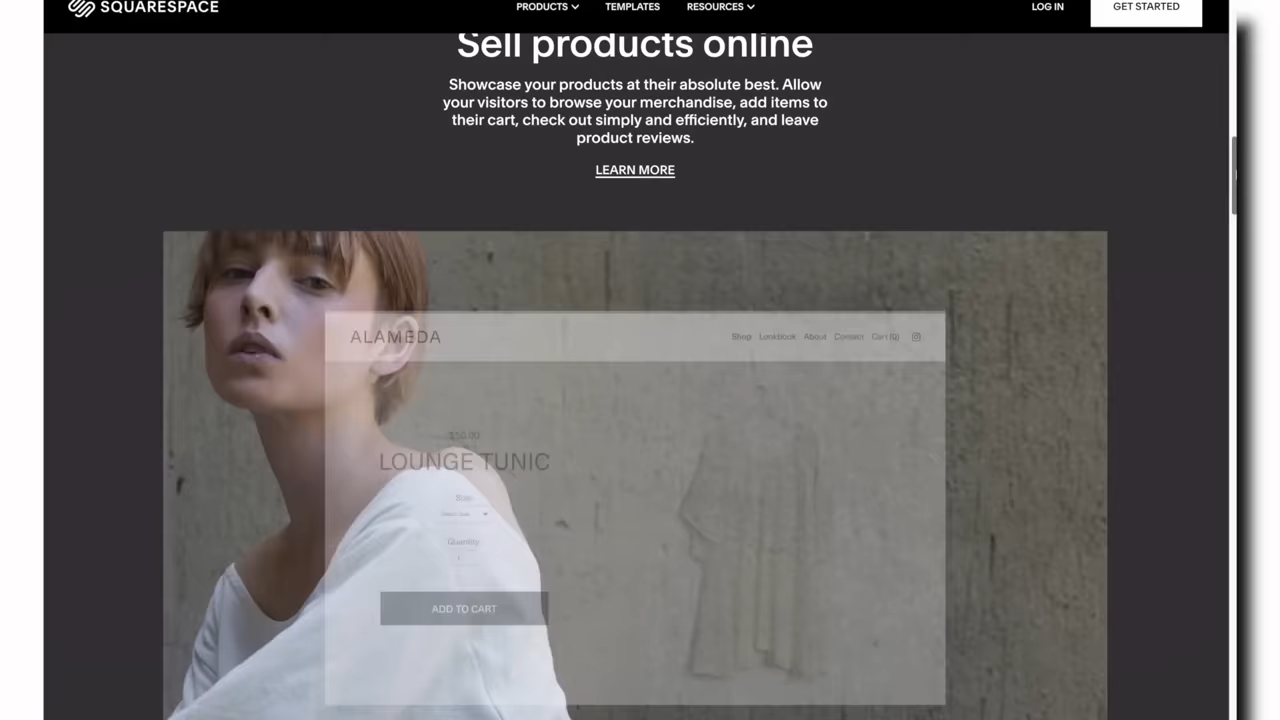 SQUARESPACE
PRODUCTS TEMPLATES RESOURCES
LOG IN
GET STARTED
Sell products online
Showcase your products at their absolute best. Allow
your visitors to browse your merchandise, add items to
their cart, check out simply and efficiently, and leave
product reviews.
LEARN MORE
ALAMEDA
Shop Lookbook About Contact Cart (0)
$50.00
LOUNGE TUNIC
Size
Quantity
1
ADD TO CART